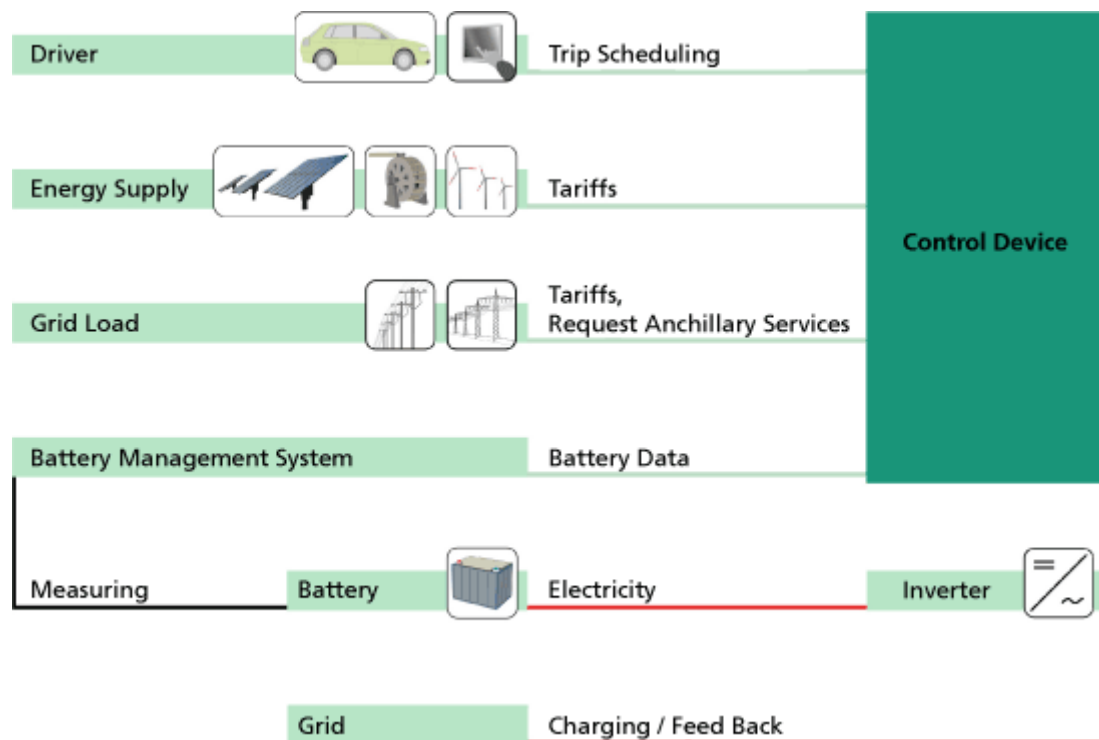 Driver
Trip Scheduling
Energy Supply
Tariffs
Control Device
Grid Load
Tariffs,
Request Anchillary Services
Battery Management System
Battery Data
Measuring
Battery
Electricity
Inverter
Grid
Charging / Feed Back